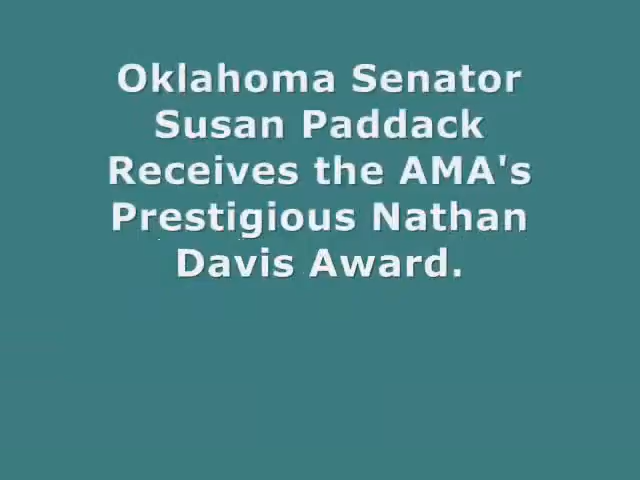 Oklahoma Senator
Susan Paddack
Receives the AMA's
Prestigious Nathan
Davis Award.